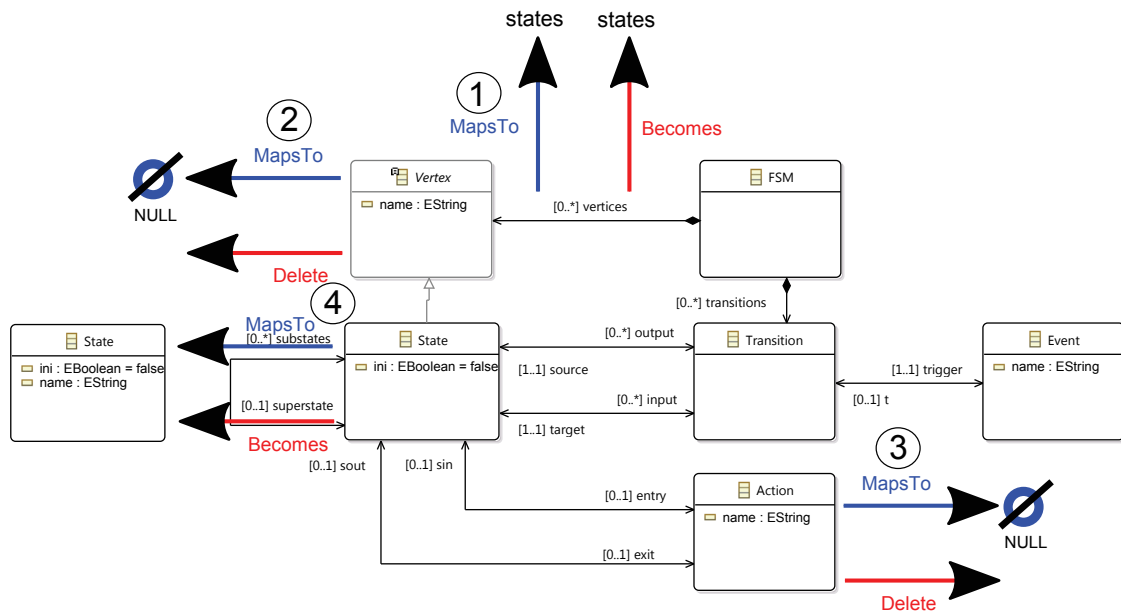 states
states
1
MapsTo
Becomes
2
MapsTo
NULL
Delete
Vertex
name : EString
FSM
[0..*] vertices
[0..*] transitions
4
MapsTo
[0..*] substates
[0..1] superstate
Becomes
State
ini : EBoolean = false
name : EString
State
ini : EBoolean = false
[0..*] output
[1..1] source
[0..*] input
[1..1] target
Transition
[1..1] trigger
[0..1] t
Event
name : EString
[0..1] sout
[0..1] sin
[0..1] entry
[0..1] exit
Action
name : EString
3
MapsTo
NULL
Delete